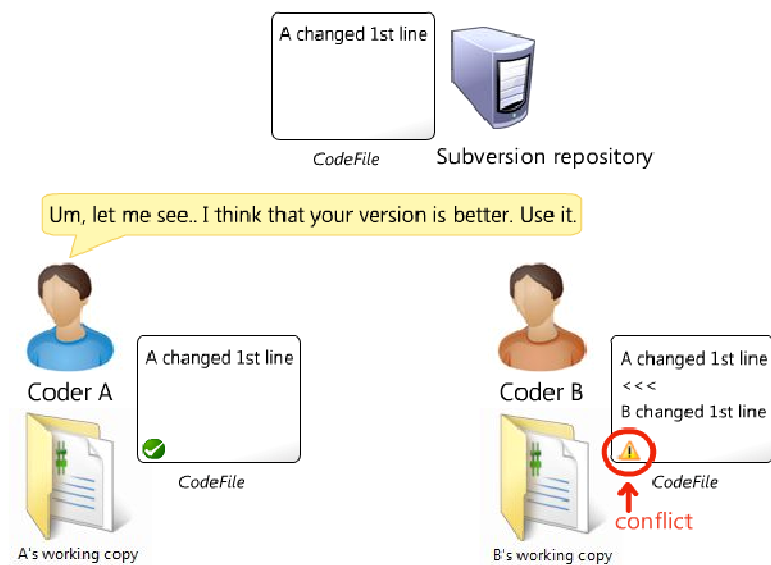 A changed 1st line
CodeFile
Subversion repository
Um, let me see.. I think that your version is better. Use it.
Coder A
A changed 1st line
CodeFile
A's working copy
Coder B
A changed 1st line
<<<
B changed 1st line
CodeFile
conflict
B's working copy